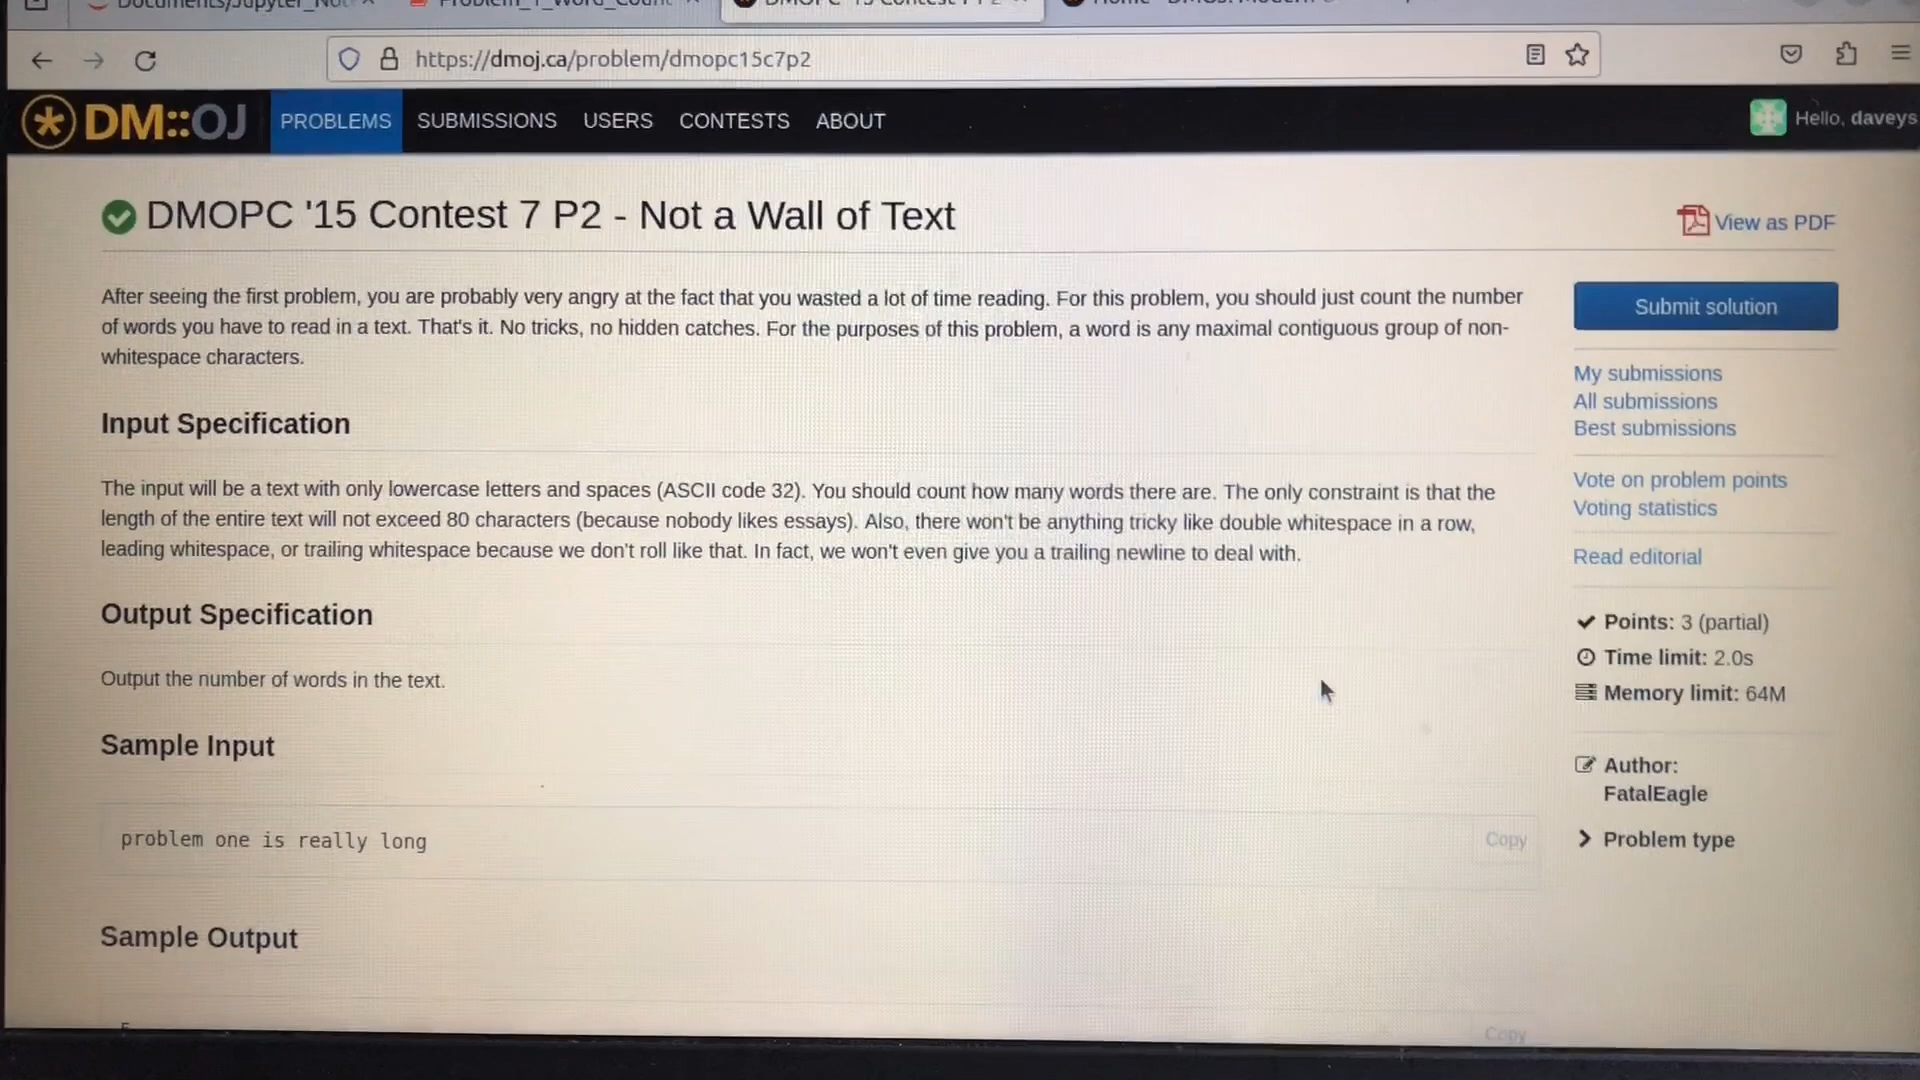 https://dmoj.ca/problem/dmopc15c7p2
DM::OJ PROBLEMS SUBMISSIONS USERS CONTESTS ABOUT Hello, daveys
DMOPC '15 Contest 7 P2 - Not a Wall of Text
View as PDF
After seeing the first problem, you are probably very angry at the fact that you wasted a lot of time reading. For this problem, you should just count the number
of words you have to read in a text. That's it. No tricks, no hidden catches. For the purposes of this problem, a word is any maximal contiguous group of non-
whitespace characters.
Input Specification
The input will be a text with only lowercase letters and spaces (ASCII code 32). You should count how many words there are. The only constraint is that the
length of the entire text will not exceed 80 characters (because nobody likes essays). Also, there won't be anything tricky like double whitespace in a row,
leading whitespace, or trailing whitespace because we don't roll like that. In fact, we won't even give you a trailing newline to deal with.
Output Specification
Output the number of words in the text.
Sample Input
problem one is really long
Copy
Sample Output
Copy
Submit solution
My submissions
All submissions
Best submissions
Vote on problem points
Voting statistics
Read editorial
Points: 3 (partial)
Time limit: 2.0s
Memory limit: 64M
Author:
FatalEagle
Problem type